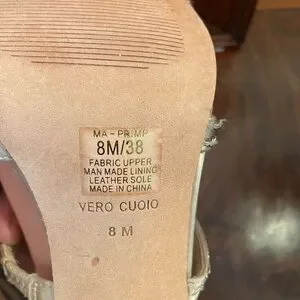 MA-PRIMP
8M/38
FABRIC UPPER
MAN MADE LINING
LEATHER SOLE
MADE IN CHINA
VERO CUOIO
8 M